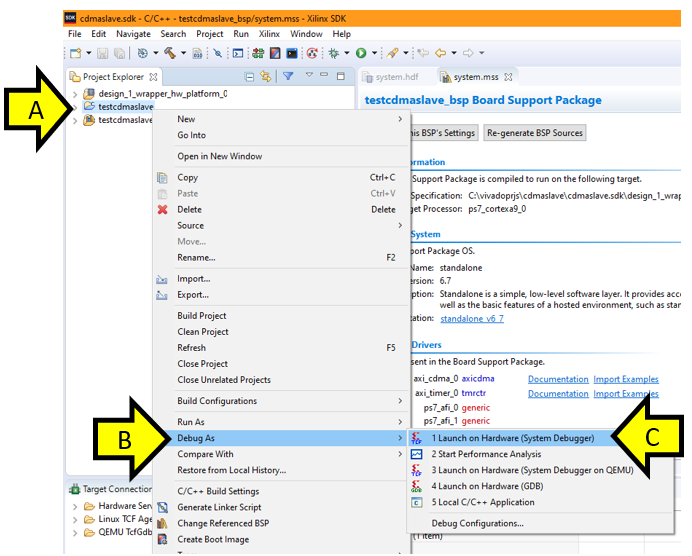 SDK cdmaslave.sdk - C/C++ - testcdmaslave_bsp/system.mss - Xilinx SDK
File Edit Navigate Search Project Run Xilinx Window Help
Project Explorer
system.hdf system.mss
A
design_1_wrapper_hw_platform_0
testcdmaslave
testcdmaslave
testcdmaslave_bsp Board Support Package
his BSP's Settings Re-generate BSP Sources
ormation
Support Package is compiled to run on the following target.
Specification: C:\vivadoprjs\cdmaslave\cdmaslave.sdk\design_1_wrap
get Processor: ps7_cortexa9_0
System
port Package OS.
Name: standalone
ersion: 6.7
ption: Standalone is a simple, low-level software layer. It provides acce
well as the basic features of a hosted environment, such as stan
tation: standalone_v6_7
Drivers
sent in the Board Support Package.
axi_cdma_0 axicdma Documentation Import Examples
axi_timer_0 tmrctr Documentation Import Examples
ps7_afi_0 generic
ps7_afi_1 generic
New
Go Into
Open in New Window
Copy Ctrl+C
Paste Ctrl+V
Delete Delete
Source
Move...
Rename... F2
Import...
Export...
Build Project
Clean Project
Refresh F5
Close Project
Close Unrelated Projects
Build Configurations
Run As
B
Debug As
Compare With
Restore from Local History...
C/C++ Build Settings
Generate Linker Script
Change Referenced BSP
Create Boot Image
1 Launch on Hardware (System Debugger)
C
2 Start Performance Analysis
3 Launch on Hardware (System Debugger on QEMU)
4 Launch on Hardware (GDB)
5 Local C/C++ Application
Debug Configurations...
(1 item)
Target Connection
Hardware Serv
Linux TCF Age
QEMU TcfGdb